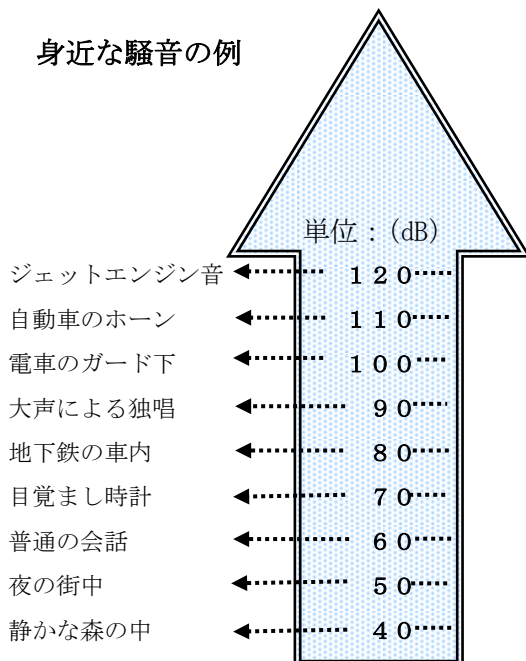 身近な騒音の例
単位：(dB)
ジェットエンジン音 120
自動車のホーン 110
電車のガード下 100
大声による独唱 90
地下鉄の車内 80
目覚まし時計 70
普通の会話 60
夜の街中 50
静かな森の中 40